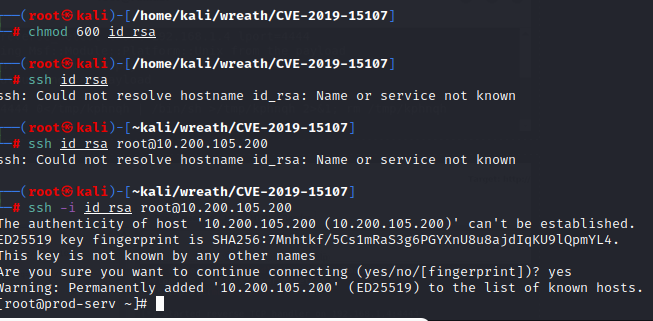 (root㉿kali)-[/home/kali/wreath/CVE-2019-15107]
# chmod 600 id_rsa
(root㉿kali)-[/home/kali/wreath/CVE-2019-15107]
# ssh id_rsa
ssh: Could not resolve hostname id_rsa: Name or service not known
(root㉿kali)-[~kali/wreath/CVE-2019-15107]
# ssh id_rsa root@10.200.105.200
ssh: Could not resolve hostname id_rsa: Name or service not known
(root㉿kali)-[~kali/wreath/CVE-2019-15107]
# ssh -i id_rsa root@10.200.105.200
The authenticity of host '10.200.105.200 (10.200.105.200)' can't be established.
ED25519 key fingerprint is SHA256:7Mnhtkf/5Cs1mRaS3g6PGYXnU8u8ajdIqKU9lQpmYL4.
This key is not known by any other names
Are you sure you want to continue connecting (yes/no/[fingerprint])? yes
Warning: Permanently added '10.200.105.200' (ED25519) to the list of known hosts.
[root@prod-serv ~]#